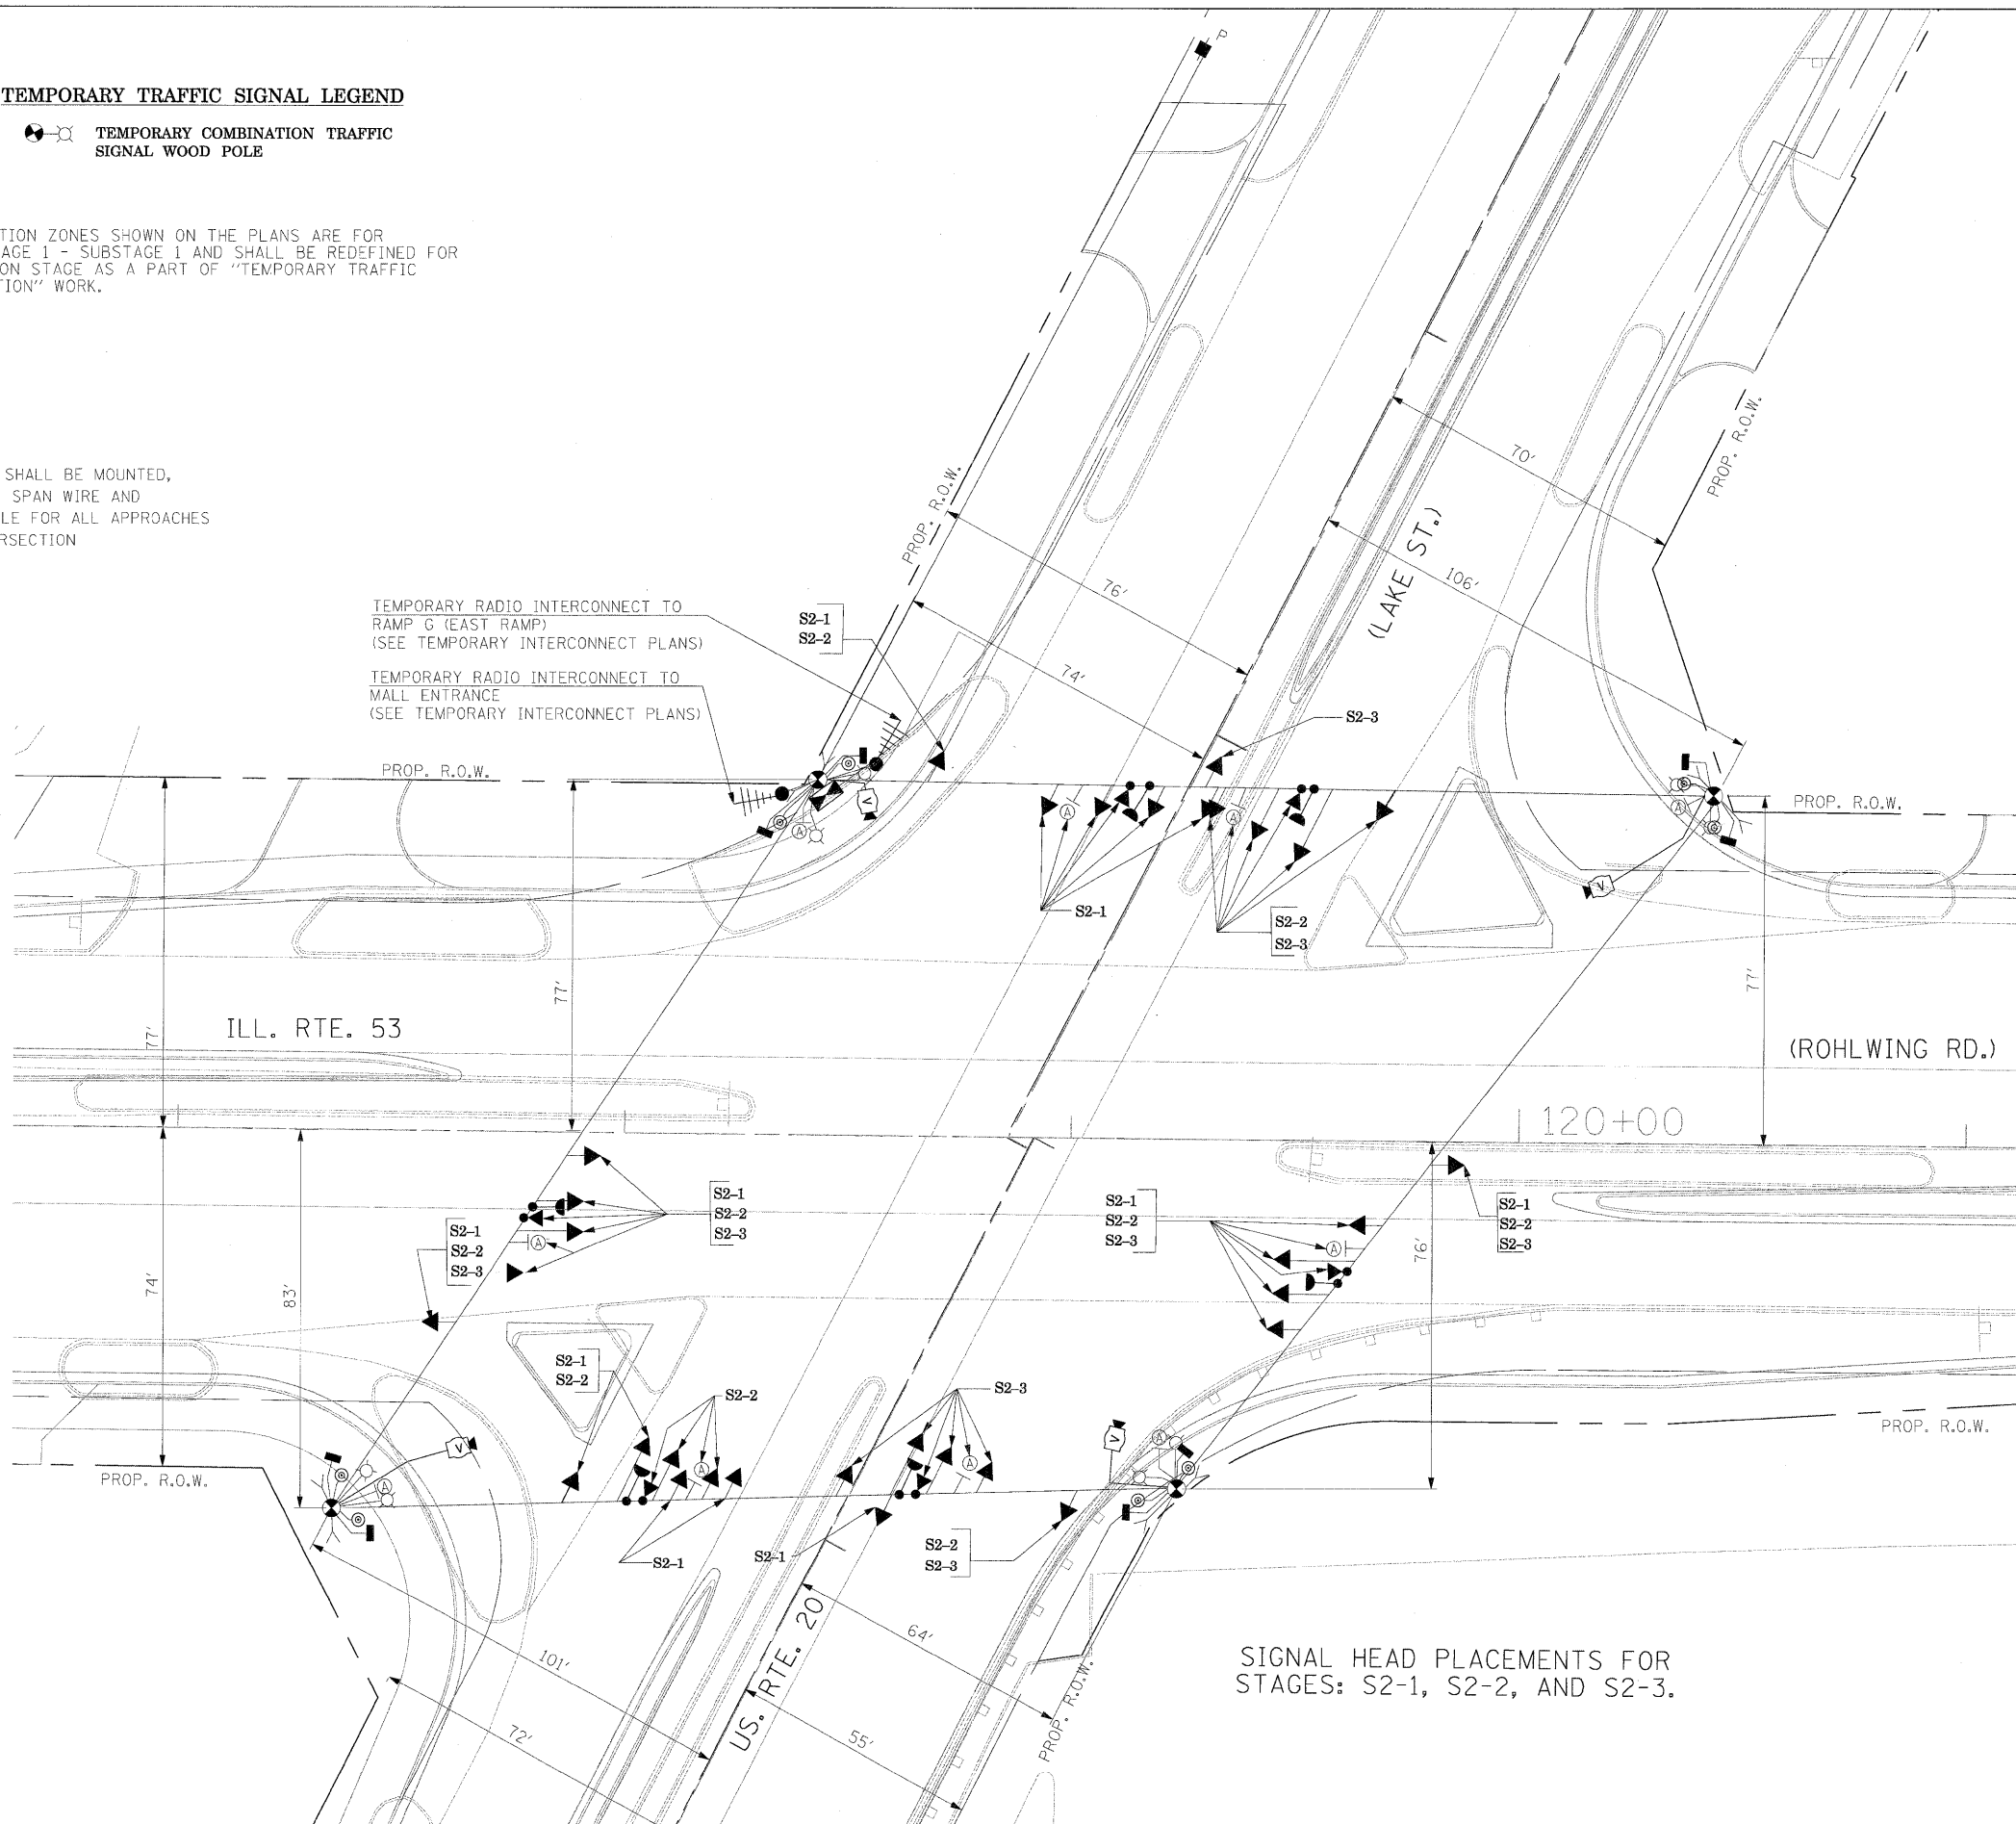 TEMPORARY TRAFFIC SIGNAL LEGEND
TEMPORARY COMBINATION TRAFFIC
SIGNAL WOOD POLE
TION ZONES SHOWN ON THE PLANS ARE FOR
AGE 1 - SUBSTAGE 1 AND SHALL BE REDEFINED FOR
ON STAGE AS A PART OF "TEMPORARY TRAFFIC
TION" WORK.
SHALL BE MOUNTED,
SPAN WIRE AND
LE FOR ALL APPROACHES
RSECTION
P
TEMPORARY RADIO INTERCONNECT TO
RAMP G (EAST RAMP)
(SEE TEMPORARY INTERCONNECT PLANS)
TEMPORARY RADIO INTERCONNECT TO
MALL ENTRANCE
(SEE TEMPORARY INTERCONNECT PLANS)
S2-1
S2-2
PROP. R.O.W.
PROP. R.O.W.
70'
76'
106'
74'
(LAKE ST.)
S2-3
PROP. R.O.W.
PROP. R.O.W.
A
V
A
A
A
V
S2-1
S2-2
S2-3
77'
77'
77'
ILL. RTE. 53
(ROHLWING RD.)
120+00
S2-1
S2-2
S2-3
S2-1
S2-2
S2-3
A
S2-1
S2-2
S2-3
A
S2-1
S2-2
S2-3
74'
83'
76'
S2-1
S2-2
S2-2
S2-3
V
A
A
A
V
A
PROP. R.O.W.
PROP. R.O.W.
S2-1
S2-1
S2-2
S2-3
101'
72'
64'
55'
US. RTE. 20
PROP. R.O.W.
SIGNAL HEAD PLACEMENTS FOR
STAGES: S2-1, S2-2, AND S2-3.